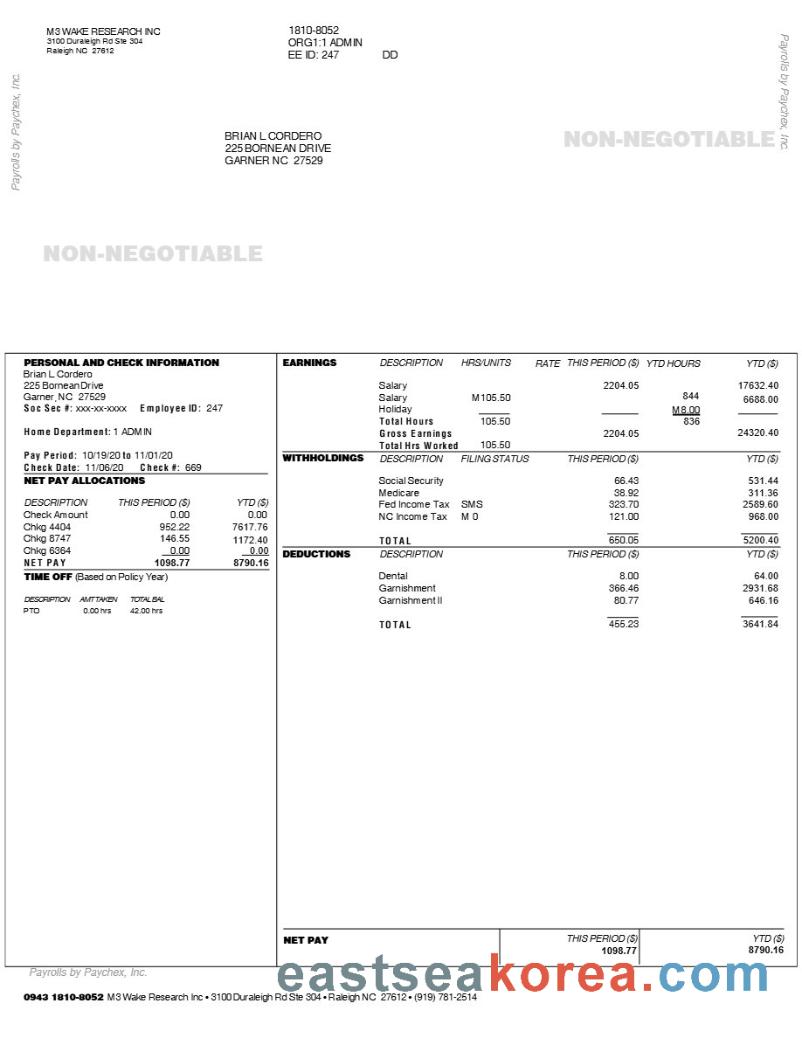 M3 WAKE RESEARCH INC
3100 Duraleigh Rd Ste 304
Raleigh NC 27612
1810-8052
ORG1:1 ADMIN
EE ID: 247 DD
Payrolls by Paychex, Inc.
Payrolls by Paychex, Inc.
BRIAN L CORDERO
225 BORNEAN DRIVE
GARNER NC 27529
NON-NEGOTIABLE
NON-NEGOTIABLE
PERSONAL AND CHECK INFORMATION
Brian L Cordero
225 Bornean Drive
Garner, NC 27529
Soc Sec #: xxx-xx-xxxx Employee ID: 247
Home Department: 1 ADMIN
Pay Period: 10/19/20 to 11/01/20
Check Date: 11/06/20 Check #: 669
NET PAY ALLOCATIONS
DESCRIPTION THIS PERIOD ($) YTD ($)
Check Amount 0.00 0.00
Chkg 4404 952.22 7617.76
Chkg 8747 146.55 1172.40
Chkg 6364 0.00 0.00
NET PAY 1098.77 8790.16
TIME OFF (Based on Policy Year)
DESCRIPTION AMT TAKEN TOTAL BAL
PTO 0.00 hrs 42.00 hrs
EARNINGS DESCRIPTION HRS/UNITS RATE THIS PERIOD ($) YTD HOURS YTD ($)
Salary 2204.05 17632.40
Salary M105.50 844 6688.00
Holiday M8.00
Total Hours 105.50 836
Gross Earnings 2204.05 24320.40
Total Hrs Worked 105.50
WITHHOLDINGS DESCRIPTION FILING STATUS THIS PERIOD ($) YTD ($)
Social Security 66.43 531.44
Medicare 38.92 311.36
Fed Income Tax SMS 323.70 2589.60
NC Income Tax M 0 121.00 968.00
TOTAL 650.05 5200.40
DEDUCTIONS DESCRIPTION THIS PERIOD ($) YTD ($)
Dental 8.00 64.00
Garnishment 366.46 2931.68
Garnishment II 80.77 646.16
TOTAL 455.23 3641.84
NET PAY THIS PERIOD ($) YTD ($)
1098.77 8790.16
Payrolls by Paychex, Inc.
eastseakorea.com
0943 1810-8052 M3 Wake Research Inc • 3100 Duraleigh Rd Ste 304 • Raleigh NC 27612 • (919) 781-2514